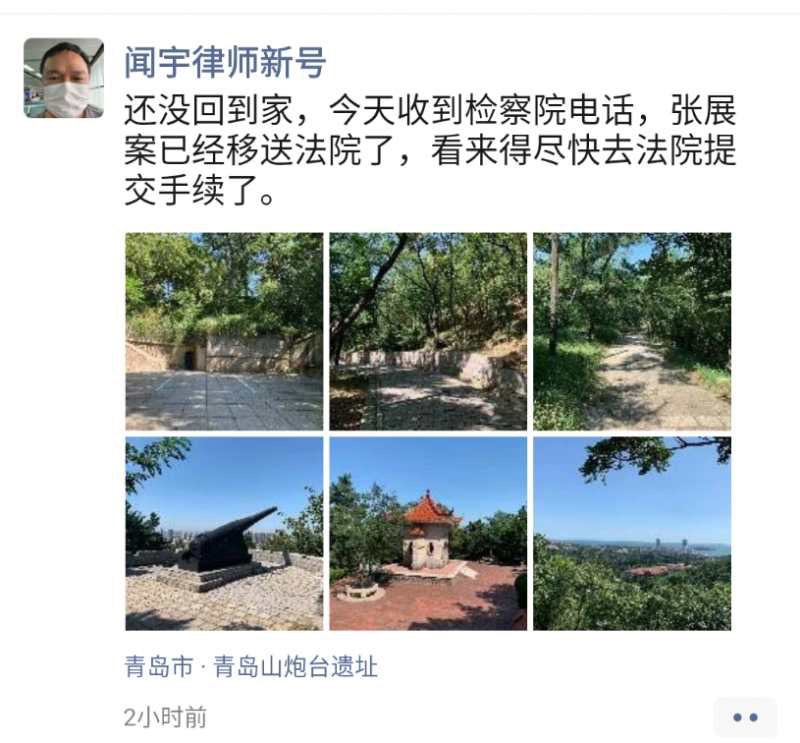 闻宇律师新号
还没回到家，今天收到检察院电话，张展
案已经移送法院了，看来得尽快去法院提
交手续了。
青岛市 · 青岛山炮台遗址
2小时前